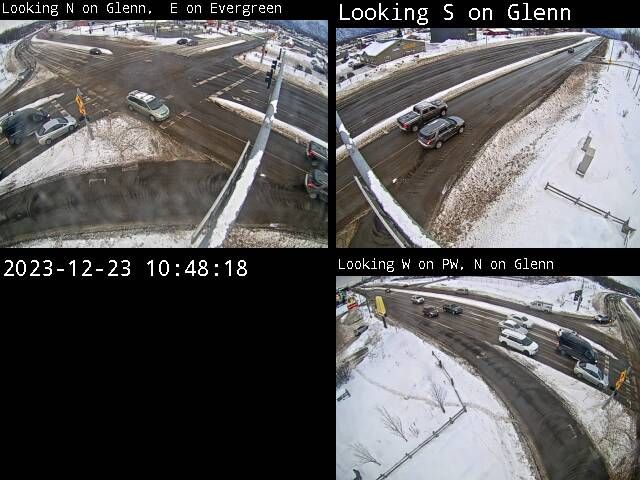 Looking N on Glenn,  E on Evergreen
Looking S on Glenn
2023-12-23 10:48:18
Looking W on PW, N on Glenn